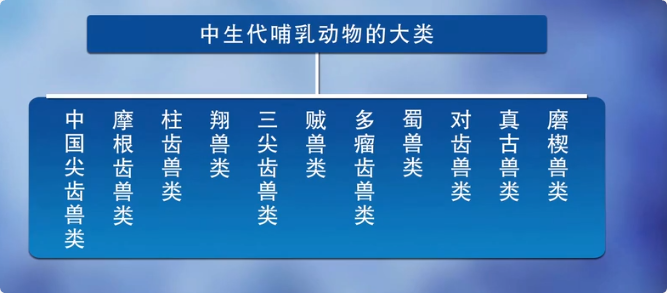 中生代哺乳动物的大类
中国尖齿兽类
摩根齿兽类
柱齿兽类
翔兽类
三尖齿兽类
贼兽类
多瘤齿兽类
蜀兽类
对齿兽类
真古兽类
磨楔兽类